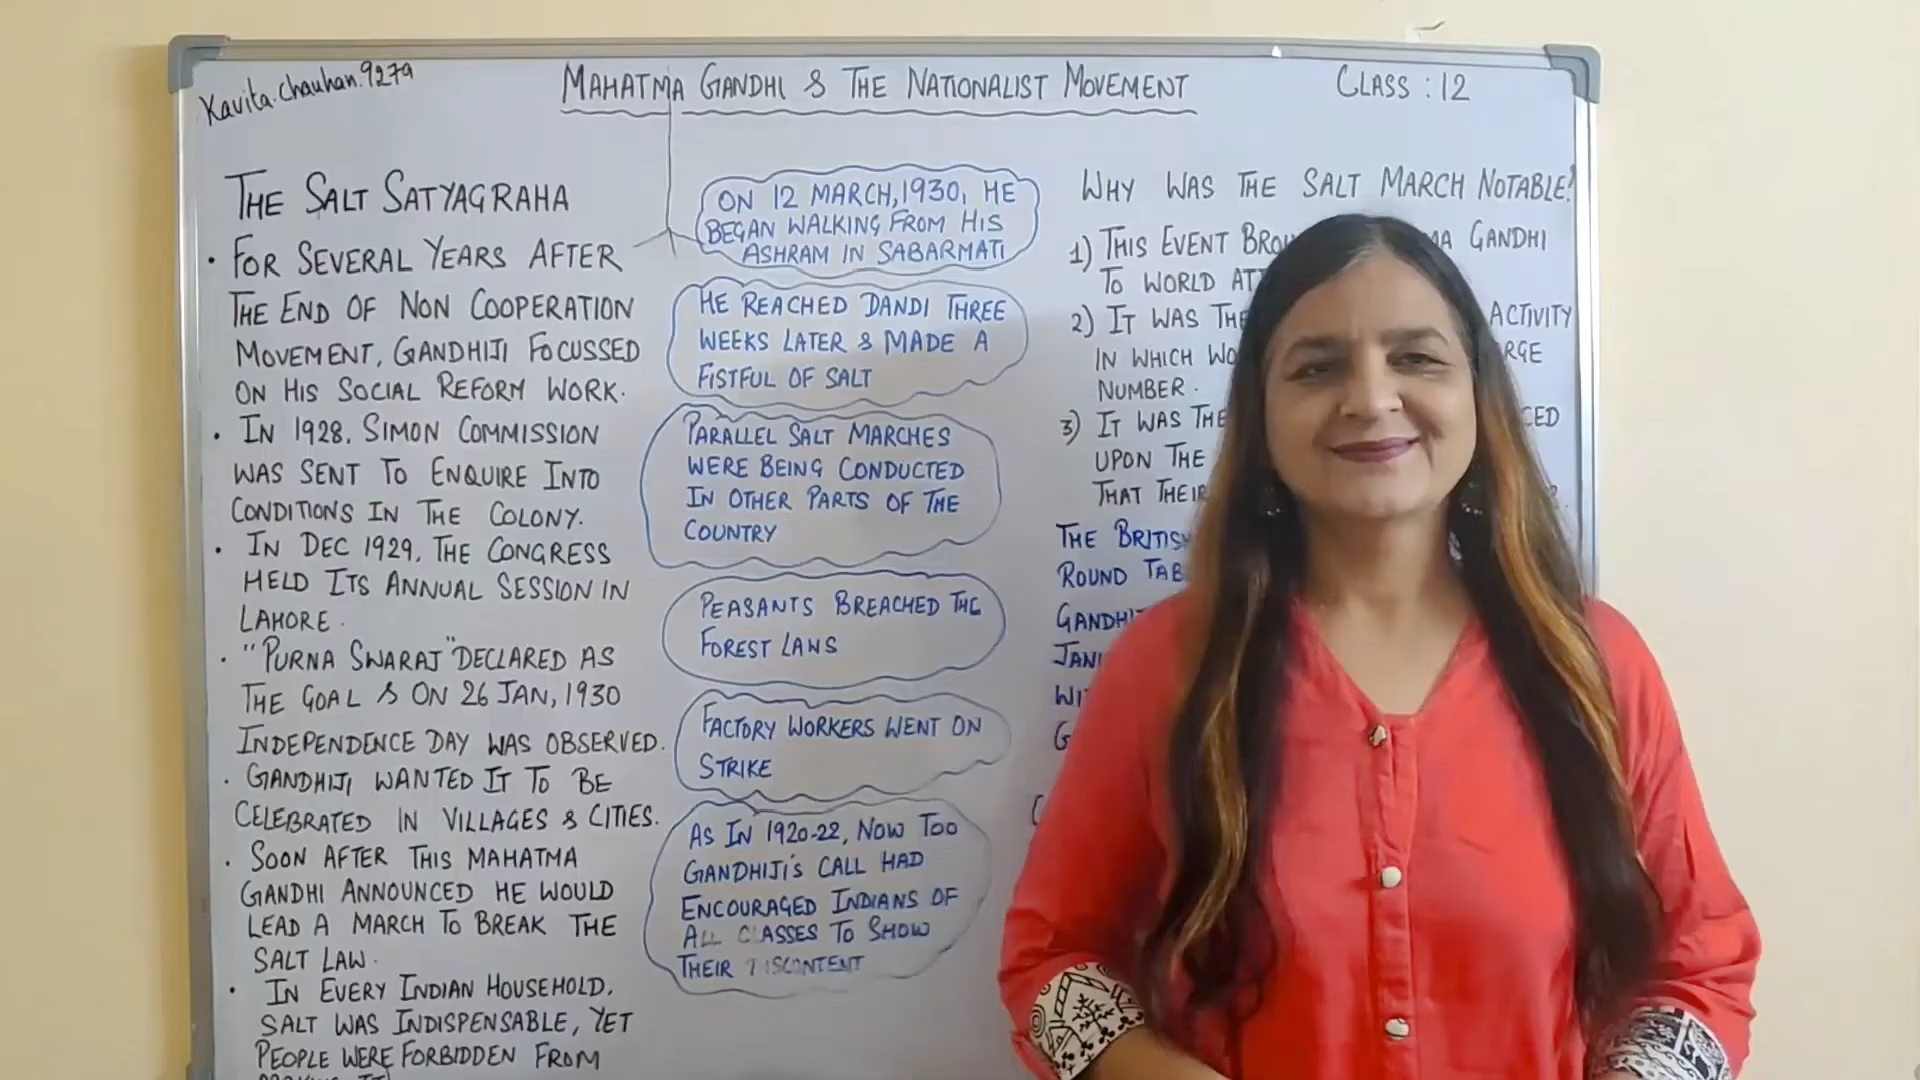 Kavita.chauhan.9279
MAHATMA GANDHI & THE NATIONALIST MOVEMENT
CLASS : 12
THE SALT SATYAGRAHA
• FOR SEVERAL YEARS AFTER
THE END OF NON COOPERATION
MOVEMENT, GANDHIJI FOCUSSED
ON HIS SOCIAL REFORM WORK.
• IN 1928, SIMON COMMISSION
WAS SENT TO ENQUIRE INTO
CONDITIONS IN THE COLONY.
• IN DEC 1929, THE CONGRESS
HELD ITS ANNUAL SESSION IN
LAHORE.
• "PURNA SWARAJ" DECLARED AS
THE GOAL & ON 26 JAN, 1930
INDEPENDENCE DAY WAS OBSERVED.
• GANDHIJI WANTED IT TO BE
CELEBRATED IN VILLAGES & CITIES.
• SOON AFTER THIS MAHATMA
GANDHI ANNOUNCED HE WOULD
LEAD A MARCH TO BREAK THE
SALT LAW.
• IN EVERY INDIAN HOUSEHOLD,
SALT WAS INDISPENSABLE, YET
PEOPLE WERE FORBIDDEN FROM
ON 12 MARCH, 1930, HE
BEGAN WALKING FROM HIS
ASHRAM IN SABARMATI
HE REACHED DANDI THREE
WEEKS LATER & MADE A
FISTFUL OF SALT
PARALLEL SALT MARCHES
WERE BEING CONDUCTED
IN OTHER PARTS OF THE
COUNTRY
PEASANTS BREACHED THE
FOREST LAWS
FACTORY WORKERS WENT ON
STRIKE
AS IN 1920-22, NOW TOO
GANDHIJI'S CALL HAD
ENCOURAGED INDIANS OF
ALL CLASSES TO SHOW
THEIR DISCONTENT
WHY WAS THE SALT MARCH NOTABLE?
1) THIS EVENT GANDHI
TO WORLD
2) IT WAS THE ACTIVITY
IN WHICH
NUMBER.
3) IT WAS THE
UPON THE
THAT THEIR
THE BRITISH
ROUND